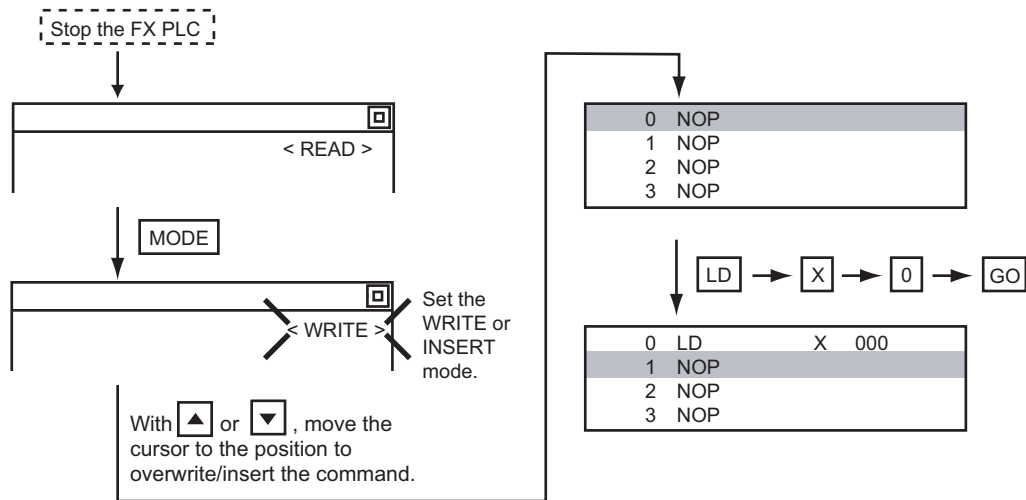 Stop the FX PLC
< READ >
MODE
< WRITE >
Set the
WRITE or
INSERT
mode.
With ▲ or ▼ , move the
cursor to the position to
overwrite/insert the command.
0 NOP
1 NOP
2 NOP
3 NOP
LD X 0 GO
0 LD X 000
1 NOP
2 NOP
3 NOP